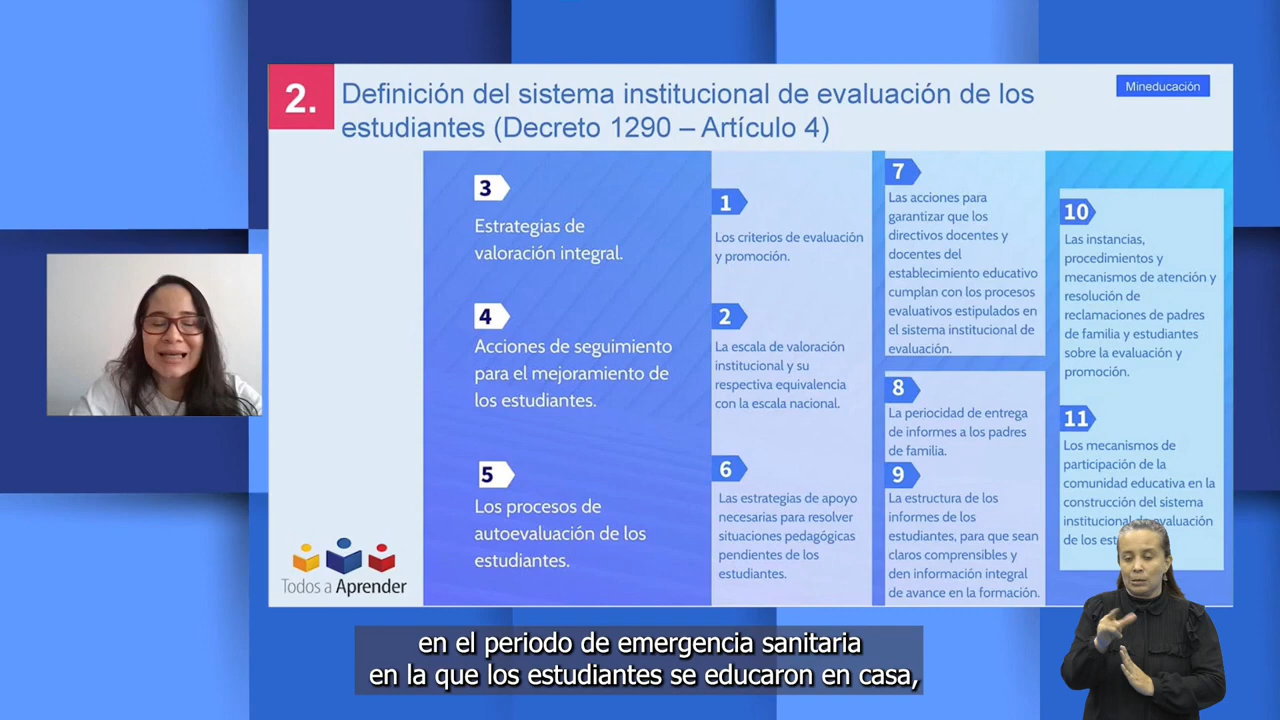 2.
Definición del sistema institucional de evaluación de los
estudiantes (Decreto 1290 – Artículo 4)
Mineducación
3
Estrategias de
valoración integral.
4
Acciones de seguimiento
para el mejoramiento de
los estudiantes.
5
Los procesos de
autoevaluación de los
estudiantes.
1
Los criterios de evaluación
y promoción.
2
La escala de valoración
institucional y su
respectiva equivalencia
con la escala nacional.
6
Las estrategias de apoyo
necesarias para resolver
situaciones pedagógicas
pendientes de los
estudiantes.
7
Las acciones para
garantizar que los
directivos docentes y
docentes del
establecimiento educativo
cumplan con los procesos
evaluativos estipulados en
el sistema institucional de
evaluación.
8
La periocidad de entrega
de informes a los padres
de familia.
9
La estructura de los
informes de los
estudiantes, para que sean
claros comprensibles y
den información integral
de avance en la formación.
10
Las instancias,
procedimientos y
mecanismos de atención y
resolución de
reclamaciones de padres
de familia y estudiantes
sobre la evaluación y
promoción.
11
Los mecanismos de
participación de la
comunidad educativa en la
construcción del sistema
institucional de evaluación
de los
Todos a Aprender
en el periodo de emergencia sanitaria
en la que los estudiantes se educaron en casa,